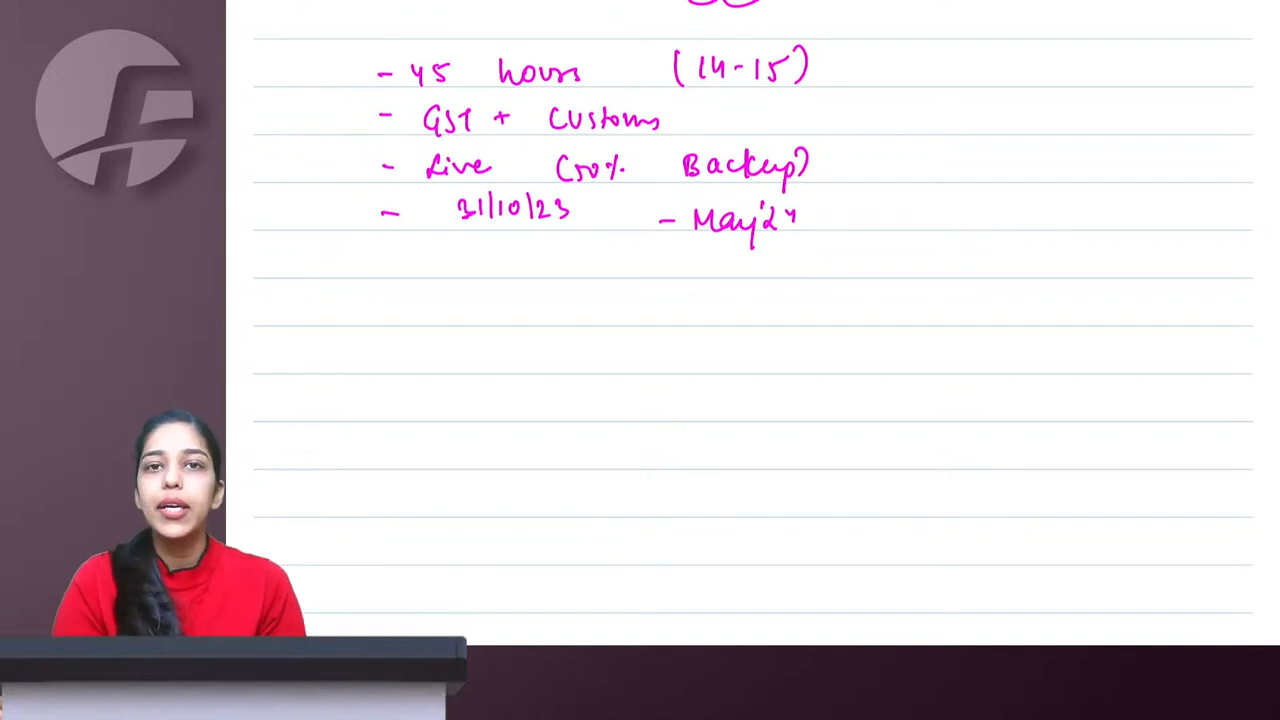 - 45 hours (14-15)
- GST + Customs
- Live (50% Backup)
- 31/10/23 - May'24